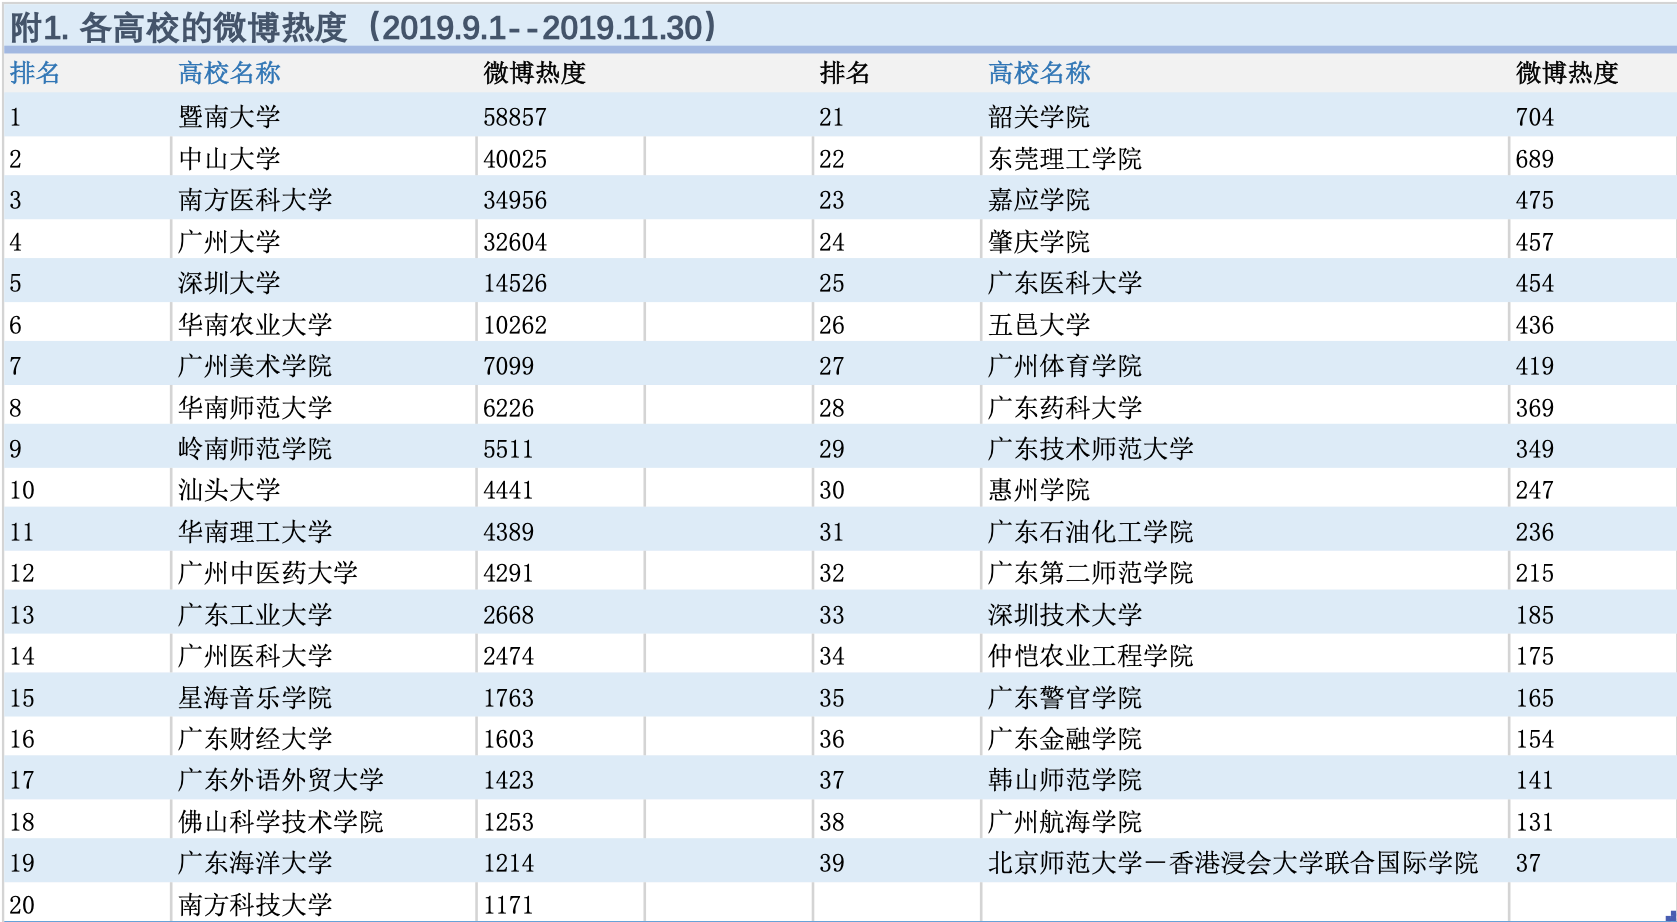 附1. 各高校的微博热度（2019.9.1--2019.11.30）
排名 高校名称 微博热度 排名 高校名称 微博热度
1 暨南大学 58857 21 韶关学院 704
2 中山大学 40025 22 东莞理工学院 689
3 南方医科大学 34956 23 嘉应学院 475
4 广州大学 32604 24 肇庆学院 457
5 深圳大学 14526 25 广东医科大学 454
6 华南农业大学 10262 26 五邑大学 436
7 广州美术学院 7099 27 广州体育学院 419
8 华南师范大学 6226 28 广东药科大学 369
9 岭南师范学院 5511 29 广东技术师范大学 349
10 汕头大学 4441 30 惠州学院 247
11 华南理工大学 4389 31 广东石油化工学院 236
12 广州中医药大学 4291 32 广东第二师范学院 215
13 广东工业大学 2668 33 深圳技术大学 185
14 广州医科大学 2474 34 仲恺农业工程学院 175
15 星海音乐学院 1763 35 广东警官学院 165
16 广东财经大学 1603 36 广东金融学院 154
17 广东外语外贸大学 1423 37 韩山师范学院 141
18 佛山科学技术学院 1253 38 广州航海学院 131
19 广东海洋大学 1214 39 北京师范大学－香港浸会大学联合国际学院 37
20 南方科技大学 1171